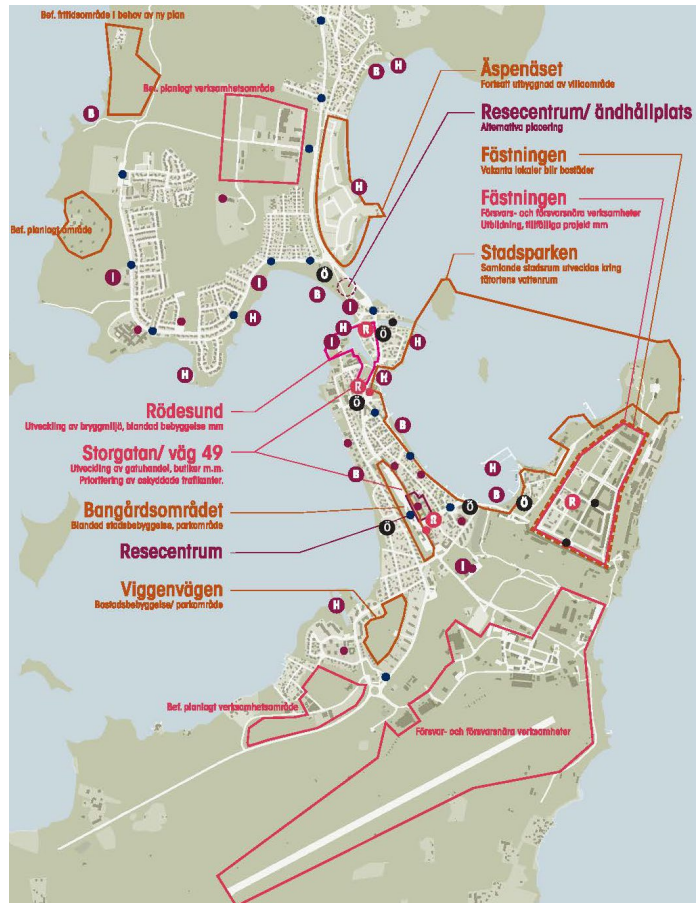 Bef. fritidsområde i behov av ny plan
B
H
Äspenäset
Fortsatt utbyggnad av villaområde
Bef. planlagt verksamhetsområde
B
Resecentrum/ ändhållplats
Alternativa placering
Fästningen
Vakanta lokaler blir bostäder
H
Fästningen
Försvars- och försvarsnära verksamheter
Utbildning, tillfälliga projekt mm
Bef. planlagt område
Stadsparken
Samlande stadsrum utvecklas kring
tätortens vattenrum
I
I
Ö
B
I
H
H
R
Ö
I
H
H
H
R
Ö
Rödesund
Utveckling av bryggmiljö, blandad bebyggelse mm
B
Storgatan/ väg 49
Utveckling av gatuhandel, butiker m.m.
Prioritering av oskyddade trafikanter.
B
H
R
Bangårdsområdet
Blandad stadsbebyggelse, parkområde
B
Ö
Ö
R
Ö
Resecentrum
I
Viggenvägen
Bostadsbebyggelse/ parkområde
H
Bef. planlagt verksamhetsområde
Försvar- och försvarsnära verksamheter